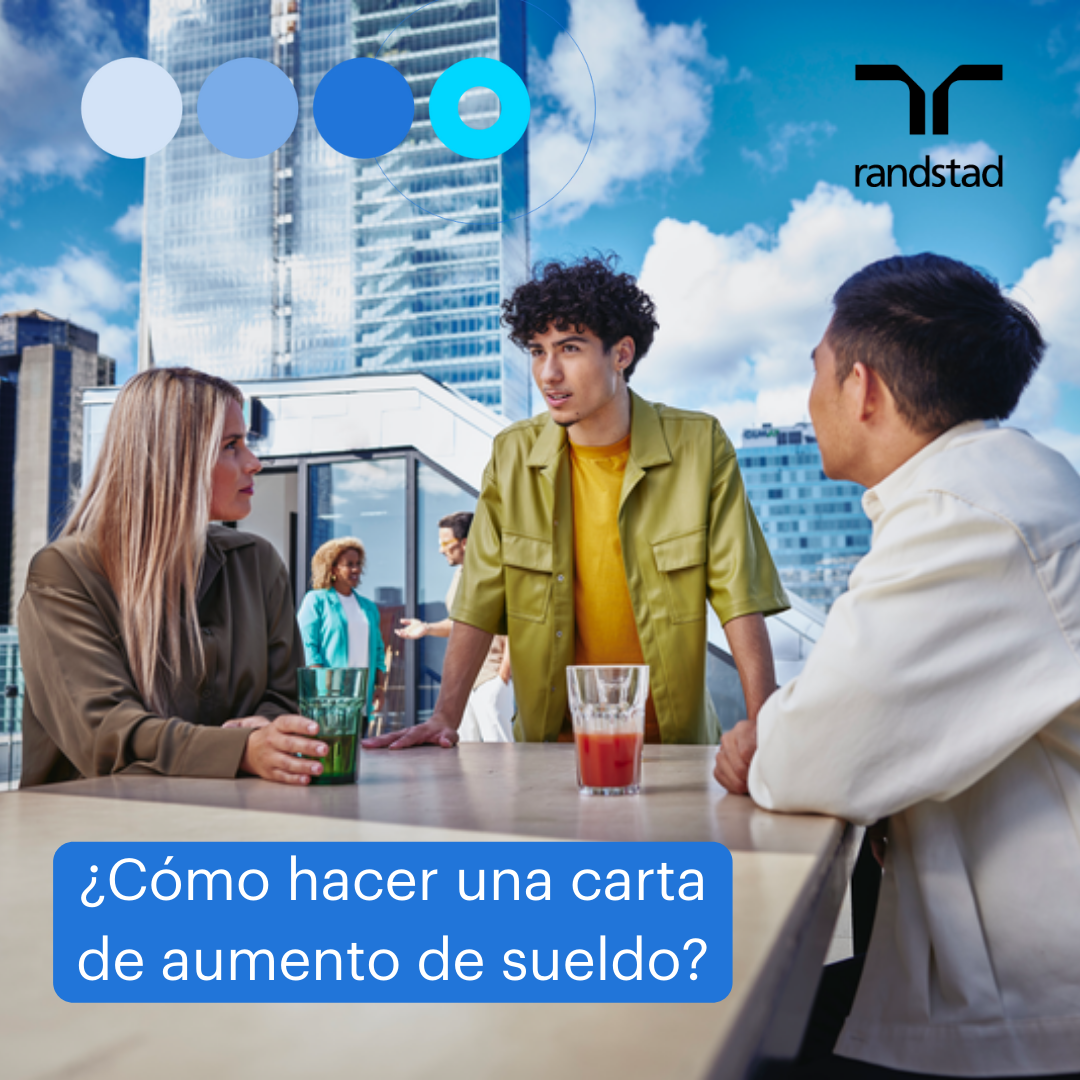 randstad
¿Cómo hacer una carta
de aumento de sueldo?